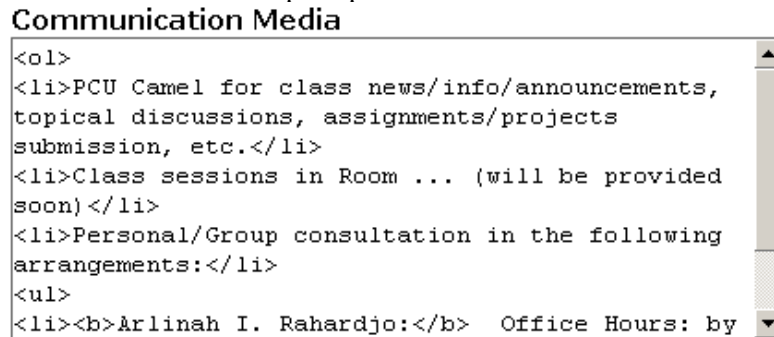 Communication Media
<ol>
<li>PCU Camel for class news/info/announcements,
topical discussions, assignments/projects
submission, etc.</li>
<li>Class sessions in Room ... (will be provided
soon)</li>
<li>Personal/Group consultation in the following
arrangements:</li>
<ul>
<li><b>Arlinah I. Rahardjo:</b>  Office Hours: by